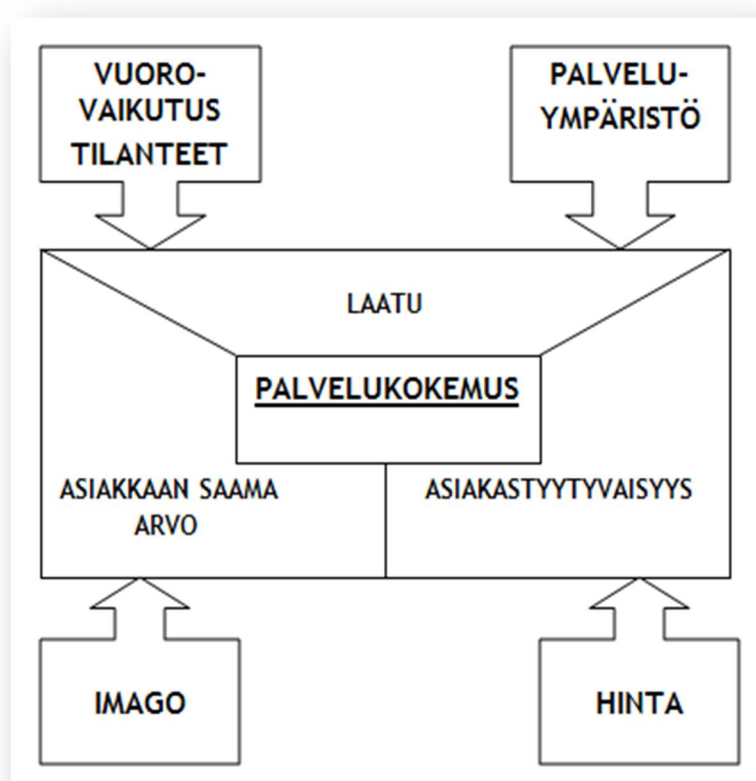 VUORO-
VAIKUTUS
TILANTEET
PALVELU-
YMPÄRISTÖ
LAATU
PALVELUKOKEMUS
ASIAKKAAN SAAMA
ARVO
ASIAKASTYYTYVAISYYS
IMAGO
HINTA